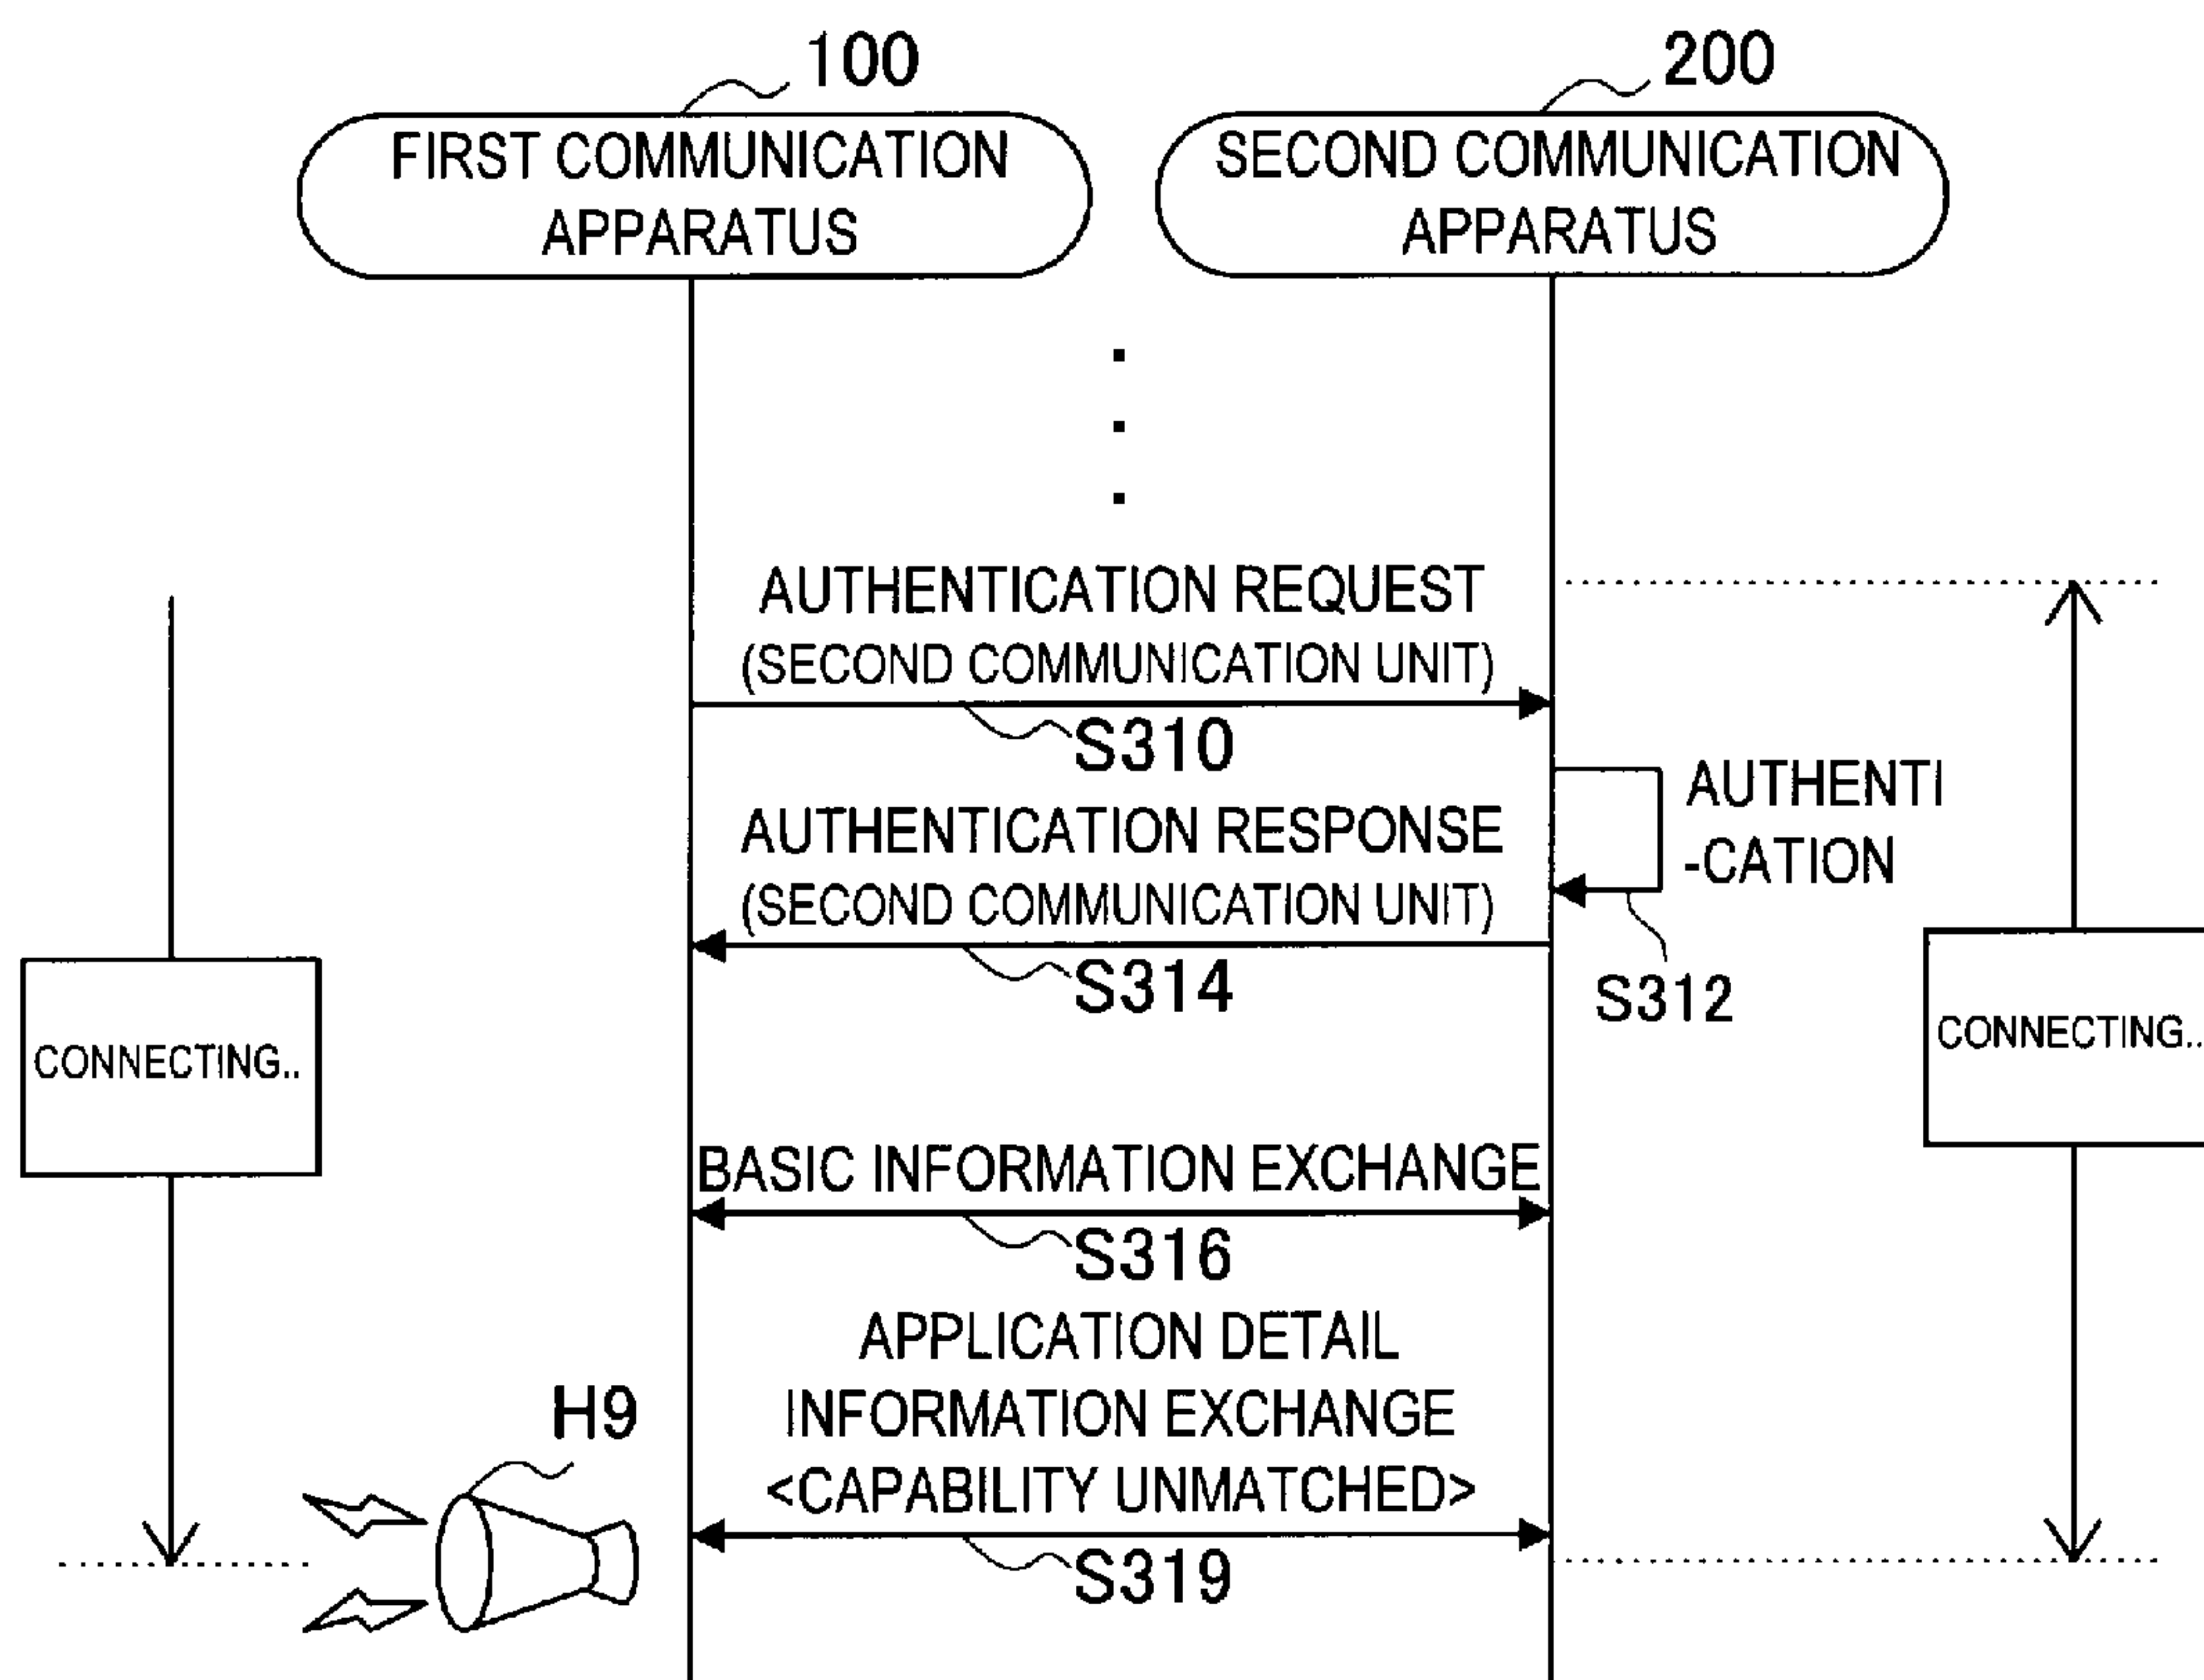 100
200
FIRST COMMUNICATION
APPARATUS
SECOND COMMUNICATION
APPARATUS
AUTHENTICATION REQUEST
(SECOND COMMUNICATION UNIT)
S310
AUTHENTI
-CATION
AUTHENTICATION RESPONSE
(SECOND COMMUNICATION UNIT)
S314
S312
CONNECTING..
CONNECTING..
BASIC INFORMATION EXCHANGE
S316
APPLICATION DETAIL
INFORMATION EXCHANGE
<CAPABILITY UNMATCHED>
H9
S319